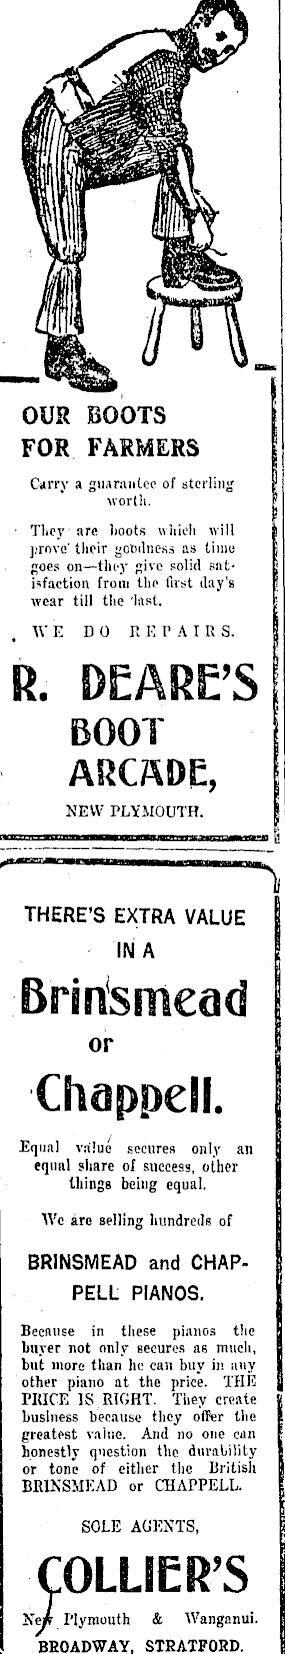 OUR BOOTS
FOR FARMERS
Carry a guarantee of sterling
worth.
They are boots which will
prove their goodness as time
goes on—they give solid sat-
isfaction from the first day's
wear till the last.
WE DO REPAIRS.
R. DEARE'S
BOOT
ARCADE,
NEW PLYMOUTH.
THERE'S EXTRA VALUE
IN A
Brinsmead
or
Chappell.
Equal value secures only an
equal share of success, other
things being equal.
We are selling hundreds of
BRINSMEAD and CHAP-
PELL PIANOS.
Because in these pianos the
buyer not only secures as much,
but more than he can buy in any
other piano at the price. THE
PRICE IS RIGHT. They create
business because they offer the
greatest value. And no one can
honestly question the durability
or tone of either the British
BRINSMEAD or CHAPPELL.
SOLE AGENTS,
COLLIER'S
New Plymouth & Wanganui.
BROADWAY, STRATFORD.